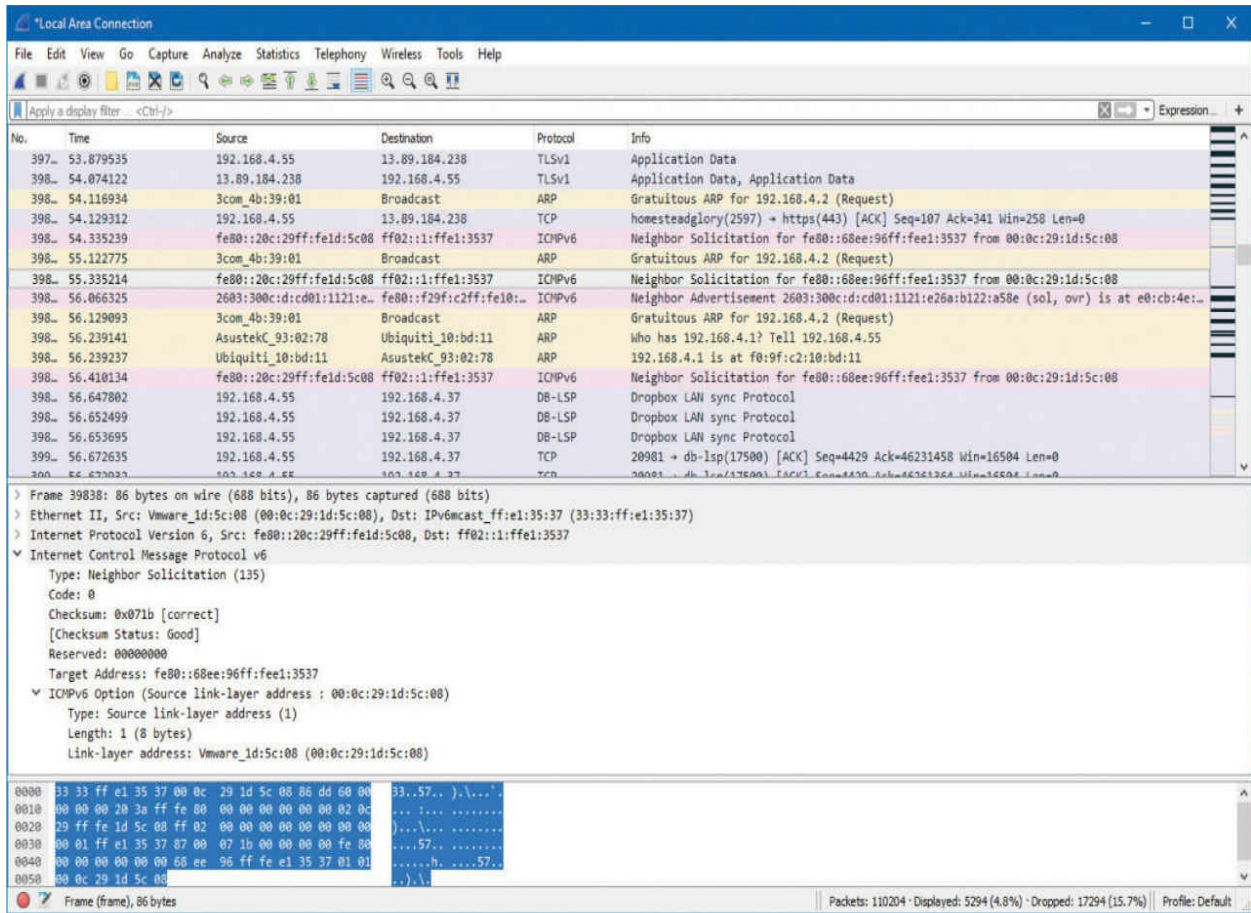 *Local Area Connection
File Edit View Go Capture Analyze Statistics Telephony Wireless Tools Help
Apply a display filter ... <Ctrl-/> Expression... +
No. Time Source Destination Protocol Info
397… 53.879535 192.168.4.55 13.89.184.238 TLSv1 Application Data
398… 54.074122 13.89.184.238 192.168.4.55 TLSv1 Application Data, Application Data
398… 54.116934 3com_4b:39:01 Broadcast ARP Gratuitous ARP for 192.168.4.2 (Request)
398… 54.129312 192.168.4.55 13.89.184.238 TCP homesteadglory(2597) → https(443) [ACK] Seq=107 Ack=341 Win=258 Len=0
398… 54.335239 fe80::20c:29ff:fe1d:5c08 ff02::1:ffe1:3537 ICMPv6 Neighbor Solicitation for fe80::68ee:96ff:fee1:3537 from 00:0c:29:1d:5c:08
398… 55.122775 3com_4b:39:01 Broadcast ARP Gratuitous ARP for 192.168.4.2 (Request)
398… 55.335214 fe80::20c:29ff:fe1d:5c08 ff02::1:ffe1:3537 ICMPv6 Neighbor Solicitation for fe80::68ee:96ff:fee1:3537 from 00:0c:29:1d:5c:08
398… 56.066325 2603:300c:d:cd01:1121:e… fe80::f29f:c2ff:fe10:… ICMPv6 Neighbor Advertisement 2603:300c:d:cd01:1121:e26a:b122:a58e (sol, ovr) is at e0:cb:4e:…
398… 56.129093 3com_4b:39:01 Broadcast ARP Gratuitous ARP for 192.168.4.2 (Request)
398… 56.239141 AsustekC_93:02:78 Ubiquiti_10:bd:11 ARP Who has 192.168.4.1? Tell 192.168.4.55
398… 56.239237 Ubiquiti_10:bd:11 AsustekC_93:02:78 ARP 192.168.4.1 is at f0:9f:c2:10:bd:11
398… 56.410134 fe80::20c:29ff:fe1d:5c08 ff02::1:ffe1:3537 ICMPv6 Neighbor Solicitation for fe80::68ee:96ff:fee1:3537 from 00:0c:29:1d:5c:08
398… 56.647802 192.168.4.55 192.168.4.37 DB-LSP Dropbox LAN sync Protocol
398… 56.652499 192.168.4.55 192.168.4.37 DB-LSP Dropbox LAN sync Protocol
398… 56.653695 192.168.4.55 192.168.4.37 DB-LSP Dropbox LAN sync Protocol
399… 56.672635 192.168.4.55 192.168.4.37 TCP 20981 → db-lsp(17500) [ACK] Seq=4429 Ack=46231458 Win=16504 Len=0
Frame 39838: 86 bytes on wire (688 bits), 86 bytes captured (688 bits)
Ethernet II, Src: Vmware_1d:5c:08 (00:0c:29:1d:5c:08), Dst: IPv6mcast_ff:e1:35:37 (33:33:ff:e1:35:37)
Internet Protocol Version 6, Src: fe80::20c:29ff:fe1d:5c08, Dst: ff02::1:ffe1:3537
Internet Control Message Protocol v6
Type: Neighbor Solicitation (135)
Code: 0
Checksum: 0x071b [correct]
[Checksum Status: Good]
Reserved: 00000000
Target Address: fe80::68ee:96ff:fee1:3537
ICMPv6 Option (Source link-layer address : 00:0c:29:1d:5c:08)
Type: Source link-layer address (1)
Length: 1 (8 bytes)
Link-layer address: Vmware_1d:5c:08 (00:0c:29:1d:5c:08)
0000 33 33 ff e1 35 37 00 0c 29 1d 5c 08 86 dd 60 00 33..57.. ).\...`.
0010 00 00 00 20 3a ff fe 80 00 00 00 00 00 00 02 0c ... :... ........
0020 29 ff fe 1d 5c 08 ff 02 00 00 00 00 00 00 00 00 )...\... ........
0030 00 01 ff e1 35 37 87 00 07 1b 00 00 00 00 fe 80 ....57.. ........
0040 00 00 00 00 00 00 68 ee 96 ff fe e1 35 37 01 01 ......h. ....57..
0050 00 0c 29 1d 5c 08 ..).\.
Frame (frame), 86 bytes Packets: 110204 · Displayed: 5294 (4.8%) · Dropped: 17294 (15.7%) Profile: Default